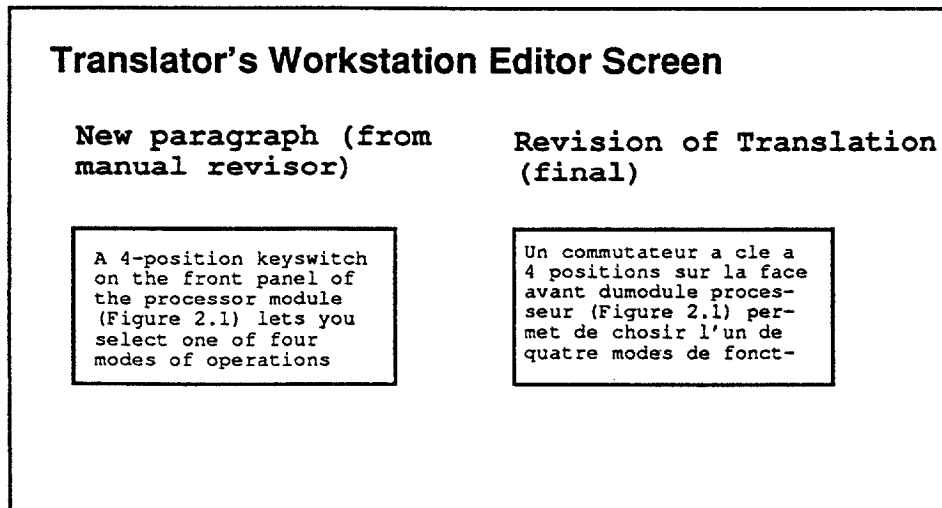 Translator's Workstation Editor Screen
New paragraph (from
manual revisor)
Revision of Translation
(final)
A 4-position keyswitch
on the front panel of
the processor module
(Figure 2.1) lets you
select one of four
modes of operations
Un commutateur a cle a
4 positions sur la face
avant dumodule proces-
seur (Figure 2.1) per-
met de chosir l'un de
quatre modes de fonct-